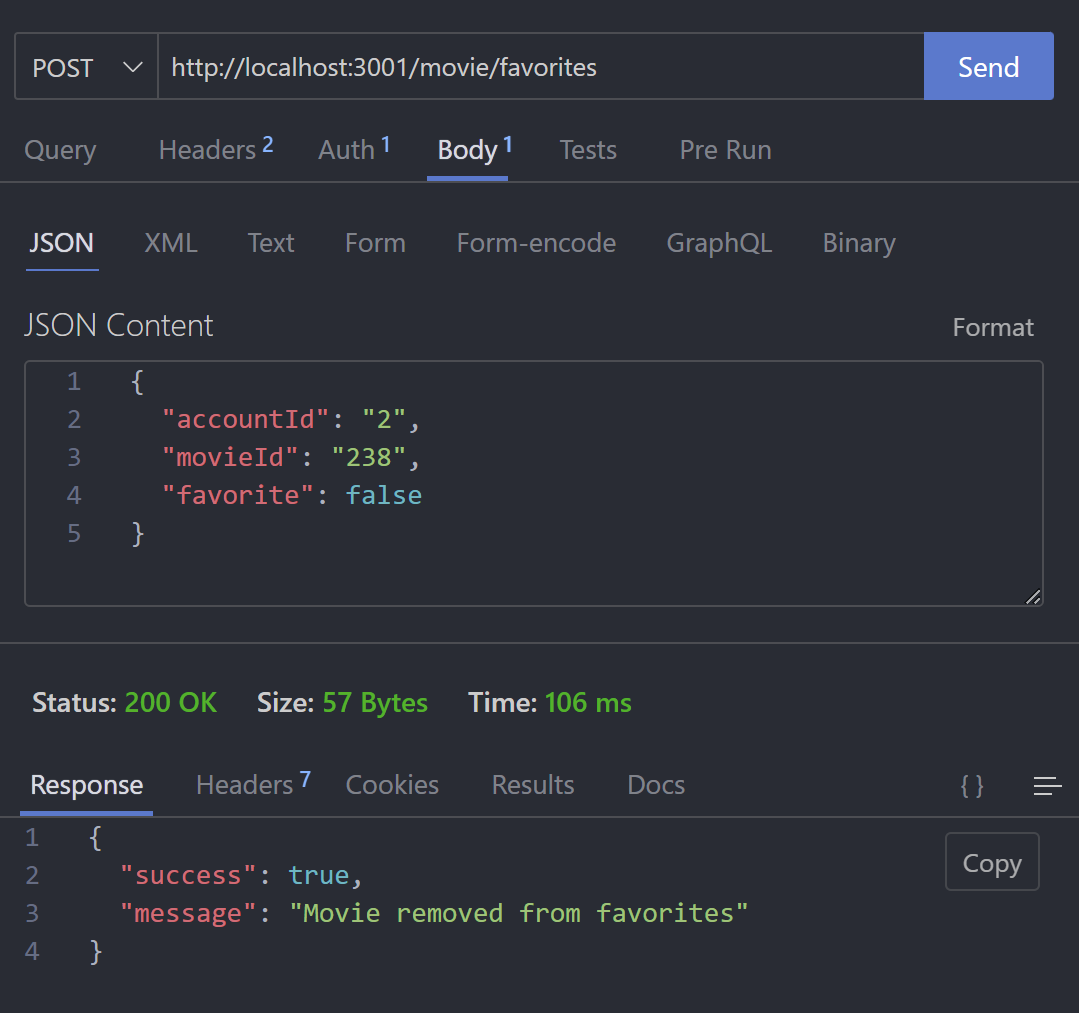 POST http://localhost:3001/movie/favorites Send
Query Headers 2 Auth 1 Body 1 Tests Pre Run
JSON XML Text Form Form-encode GraphQL Binary
JSON Content Format
1 {
2 "accountId": "2",
3 "movieId": "238",
4 "favorite": false
5 }
Status: 200 OK Size: 57 Bytes Time: 106 ms
Response Headers 7 Cookies Results Docs { }
1 {
Copy
2 "success": true,
3 "message": "Movie removed from favorites"
4 }